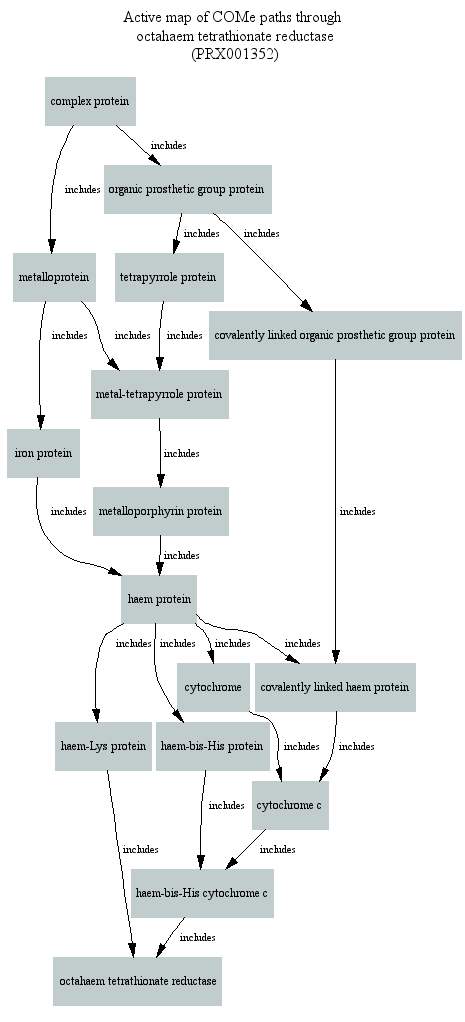 Active map of COMe paths through
octahaem tetrathionate reductase
(PRX001352)
complex protein
includes
includes
organic prosthetic group protein
includes
includes
metalloprotein
tetrapyrrole protein
covalently linked organic prosthetic group protein
includes
includes
includes
metal-tetrapyrrole protein
iron protein
includes
metalloporphyrin protein
includes
includes
includes
haem protein
includes
includes
includes
includes
cytochrome
covalently linked haem protein
haem-Lys protein
haem-bis-His protein
includes
includes
cytochrome c
includes
includes
includes
haem-bis-His cytochrome c
includes
octahaem tetrathionate reductase